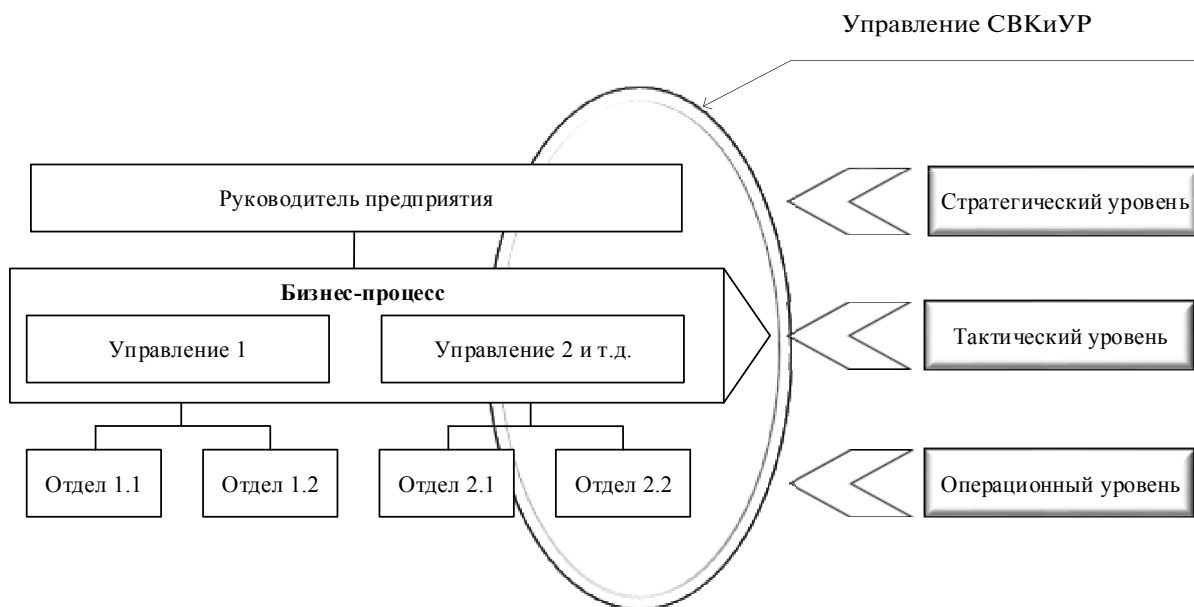 Управление СВКиУР
Руководитель предприятия
Стратегический уровень
Бизнес-процесс
Управление 1
Управление 2 и т.д.
Тактический уровень
Отдел 1.1
Отдел 1.2
Отдел 2.1
Отдел 2.2
Операционный уровень